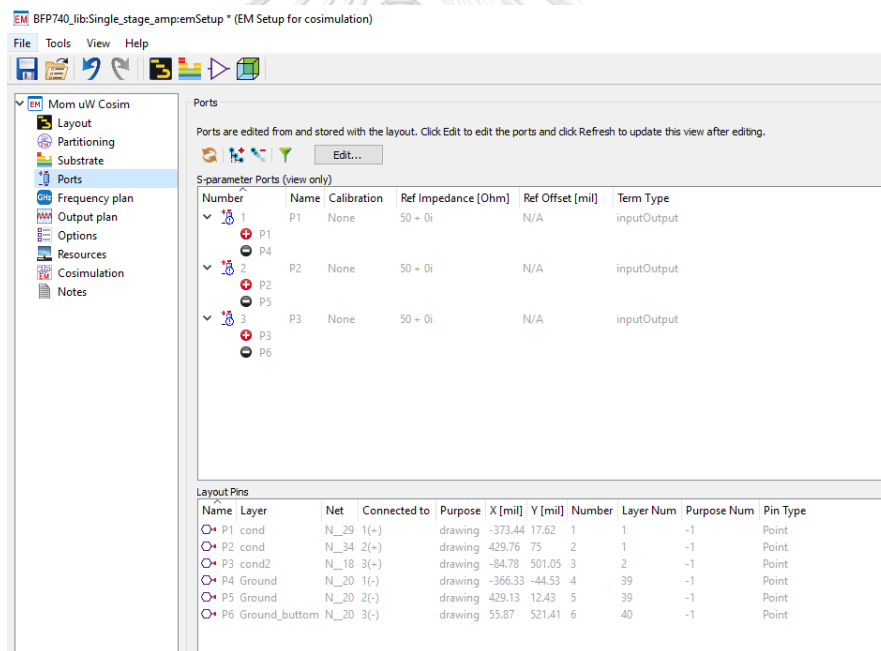 EM BFP740_lib:Single_stage_amp:emSetup * (EM Setup for cosimulation)
File Tools View Help
EM Mom uW Cosim
Layout
Partitioning
Substrate
Ports
GHz Frequency plan
Output plan
Options
Resources
EM Cosimulation
Notes
Ports
Ports are edited from and stored with the layout. Click Edit to edit the ports and click Refresh to update this view after editing.
Edit...
S-parameter Ports (view only)
Number Name Calibration Ref Impedance [Ohm] Ref Offset [mil] Term Type
1 P1 None 50 + 0i N/A inputOutput
P1
P4
2 P2 None 50 + 0i N/A inputOutput
P2
P5
3 P3 None 50 + 0i N/A inputOutput
P3
P6
Layout Pins
Name Layer Net Connected to Purpose X [mil] Y [mil] Number Layer Num Purpose Num Pin Type
P1 cond N__29 1(+) drawing -373.44 17.62 1 1 -1 Point
P2 cond N__34 2(+) drawing 429.76 75 2 1 -1 Point
P3 cond2 N__18 3(+) drawing -84.78 501.05 3 2 -1 Point
P4 Ground N__20 1(-) drawing -366.33 -44.53 4 39 -1 Point
P5 Ground N__20 2(-) drawing 429.13 12.43 5 39 -1 Point
P6 Ground_buttom N__20 3(-) drawing 55.87 521.41 6 40 -1 Point